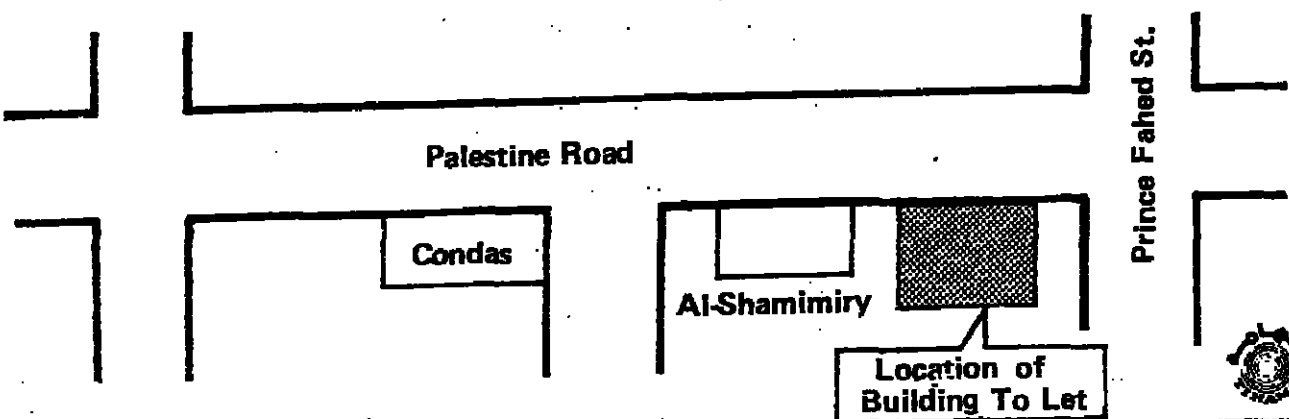 Prince Fahed St.
Palestine Road
Condas
Al-Shamimiry
Location of
Building To Let